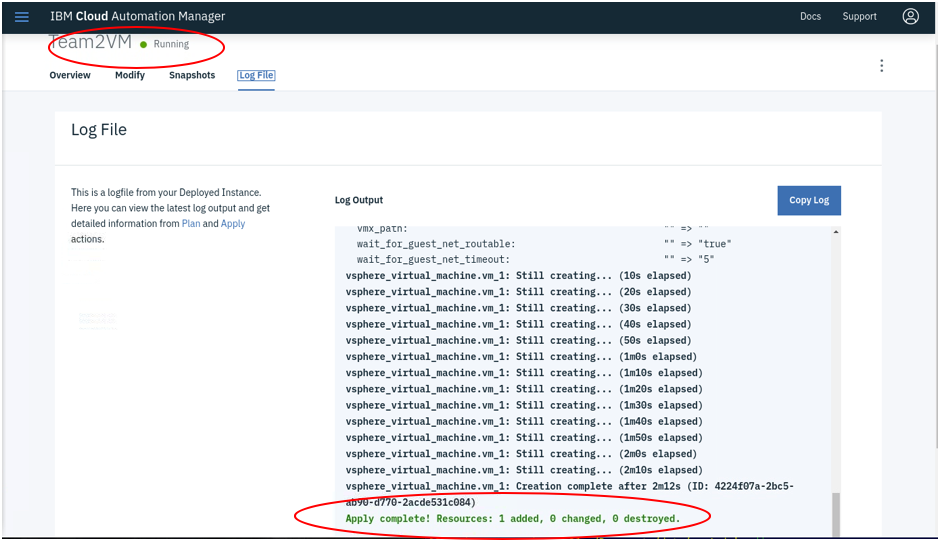 IBM Cloud Automation Manager
Docs
Support
Team2VM
Running
Overview
Modify
Snapshots
Log File
Log File
This is a logfile from your Deployed Instance.
Here you can view the latest log output and get
detailed information from Plan and Apply
actions.
Log Output
Copy Log
vmx_path: "" => ""
wait_for_guest_net_routable: "" => "true"
wait_for_guest_net_timeout: "" => "5"
vsphere_virtual_machine.vm_1: Still creating... (10s elapsed)
vsphere_virtual_machine.vm_1: Still creating... (20s elapsed)
vsphere_virtual_machine.vm_1: Still creating... (30s elapsed)
vsphere_virtual_machine.vm_1: Still creating... (40s elapsed)
vsphere_virtual_machine.vm_1: Still creating... (50s elapsed)
vsphere_virtual_machine.vm_1: Still creating... (1m0s elapsed)
vsphere_virtual_machine.vm_1: Still creating... (1m10s elapsed)
vsphere_virtual_machine.vm_1: Still creating... (1m20s elapsed)
vsphere_virtual_machine.vm_1: Still creating... (1m30s elapsed)
vsphere_virtual_machine.vm_1: Still creating... (1m40s elapsed)
vsphere_virtual_machine.vm_1: Still creating... (1m50s elapsed)
vsphere_virtual_machine.vm_1: Still creating... (2m0s elapsed)
vsphere_virtual_machine.vm_1: Still creating... (2m10s elapsed)
vsphere_virtual_machine.vm_1: Creation complete after 2m12s (ID: 4224f07a-2bc5-
ab90-d770-2acde531c084)
Apply complete! Resources: 1 added, 0 changed, 0 destroyed.